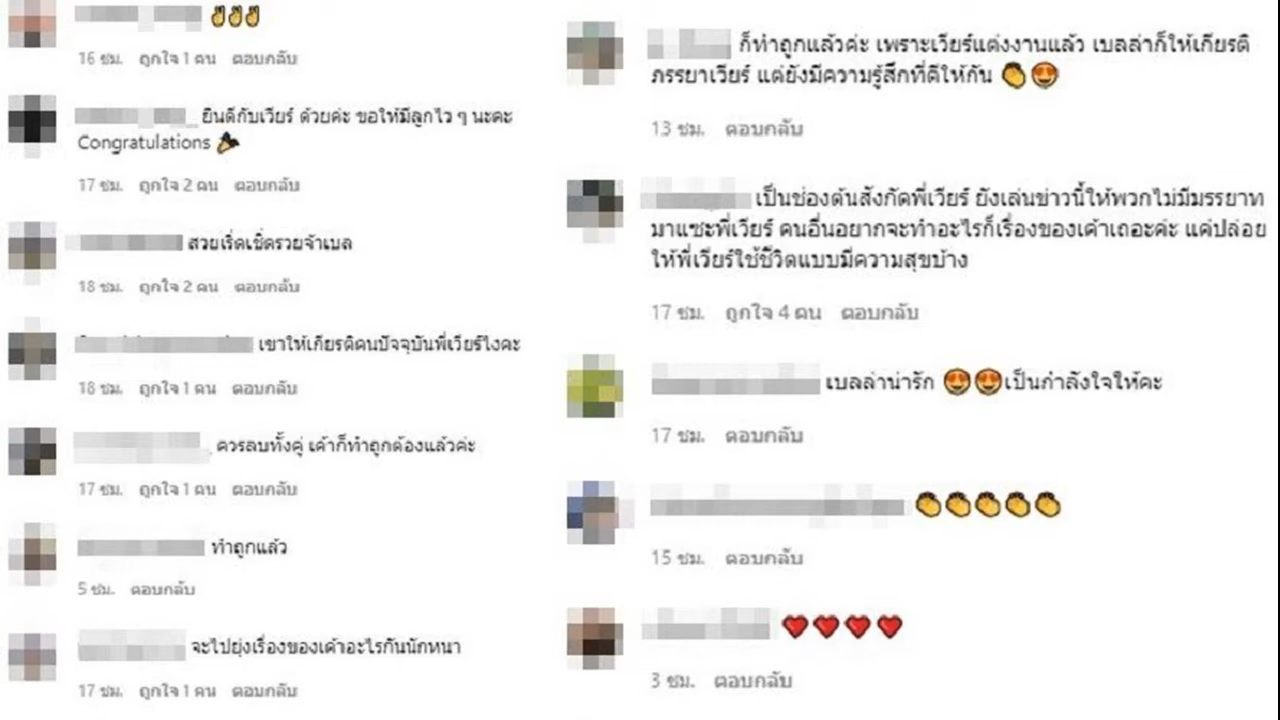 ✌️✌️✌️
16 ชม. ถูกใจ 1 คน ตอบกลับ
ยินดีกับเวียร์ ด้วยค่ะ ขอให้มีลูกไว ๆ นะคะ
Congratulations 🎉
17 ชม. ถูกใจ 2 คน ตอบกลับ
สวยเริ่ดเชิ่ดรวยจ้าเบล
18 ชม. ถูกใจ 2 คน ตอบกลับ
เขาให้เกียรติคนปัจจุบันพี่เวียร์ไงคะ
18 ชม. ถูกใจ 1 คน ตอบกลับ
ควรลบทั้งคู่ เค้าก็ทำถูกต้องแล้วค่ะ
17 ชม. ถูกใจ 1 คน ตอบกลับ
ทำถูกแล้ว
5 ชม. ตอบกลับ
จะไปยุ่งเรื่องของเค้าอะไรกันนักหนา
17 ชม. ถูกใจ 1 คน ตอบกลับ
ก็ทำถูกแล้วค่ะ เพราะเวียร์แต่งงานแล้ว เบลล่าก็ให้เกียรติ
ภรรยาเวียร์ แต่ยังมีความรู้สึกที่ดีให้กัน 👏😍
13 ชม. ตอบกลับ
เป็นช่องต้นสังกัดพี่เวียร์ ยังเล่นข่าวนี้ให้พวกไม่มีมรรยาท
มาแซะพี่เวียร์ คนอื่นอยากจะทำอะไรก็เรื่องของเค้าเถอะค่ะ แค่ปล่อย
ให้พี่เวียร์ใช้ชีวิตแบบมีความสุขบ้าง
17 ชม. ถูกใจ 4 คน ตอบกลับ
เบลล่าน่ารัก 😍😍เป็นกำลังใจให้คะ
17 ชม. ตอบกลับ
👏👏👏👏👏
15 ชม. ตอบกลับ
❤️❤️❤️❤️
3 ชม. ตอบกลับ